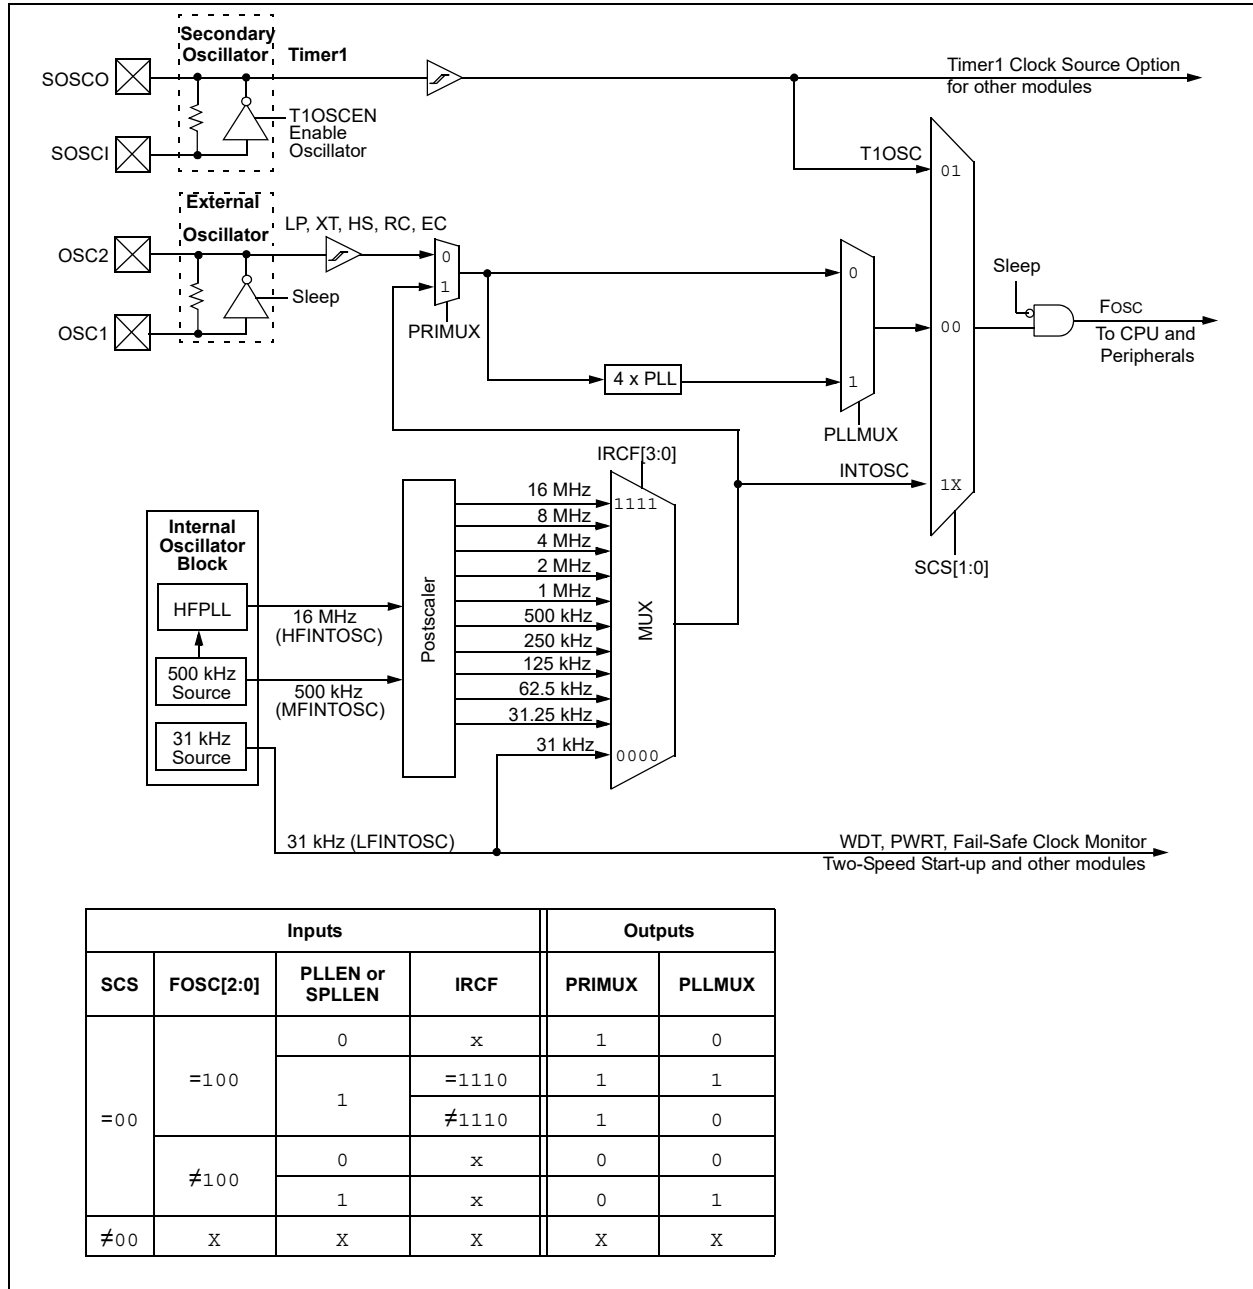 Secondary
Oscillator
Timer1
SOSCO
Timer1 Clock Source Option
for other modules
T1OSCEN
Enable
Oscillator
SOSCI
T1OSC
01
External
Oscillator
LP, XT, HS, RC, EC
OSC2
0
1
PRIMUX
Sleep
OSC1
0
1
4 x PLL
PLLMUX
00
Sleep
FOSC
To CPU and
Peripherals
INTOSC
1X
SCS[1:0]
IRCF[3:0]
Internal
Oscillator
Block
HFPLL
500 kHz
Source
31 kHz
Source
16 MHz
(HFINTOSC)
500 kHz
(MFINTOSC)
Postscaler
16 MHz
8 MHz
4 MHz
2 MHz
1 MHz
500 kHz
250 kHz
125 kHz
62.5 kHz
31.25 kHz
31 kHz
1111
MUX
0000
31 kHz (LFINTOSC)
WDT, PWRT, Fail-Safe Clock Monitor
Two-Speed Start-up and other modules
Inputs Outputs
SCS FOSC[2:0] PLLEN or SPLLEN IRCF PRIMUX PLLMUX
=00 =100 0 x 1 0
1 =1110 1 1
≠1110 1 0
≠100 0 x 0 0
1 x 0 1
≠00 X X X X X